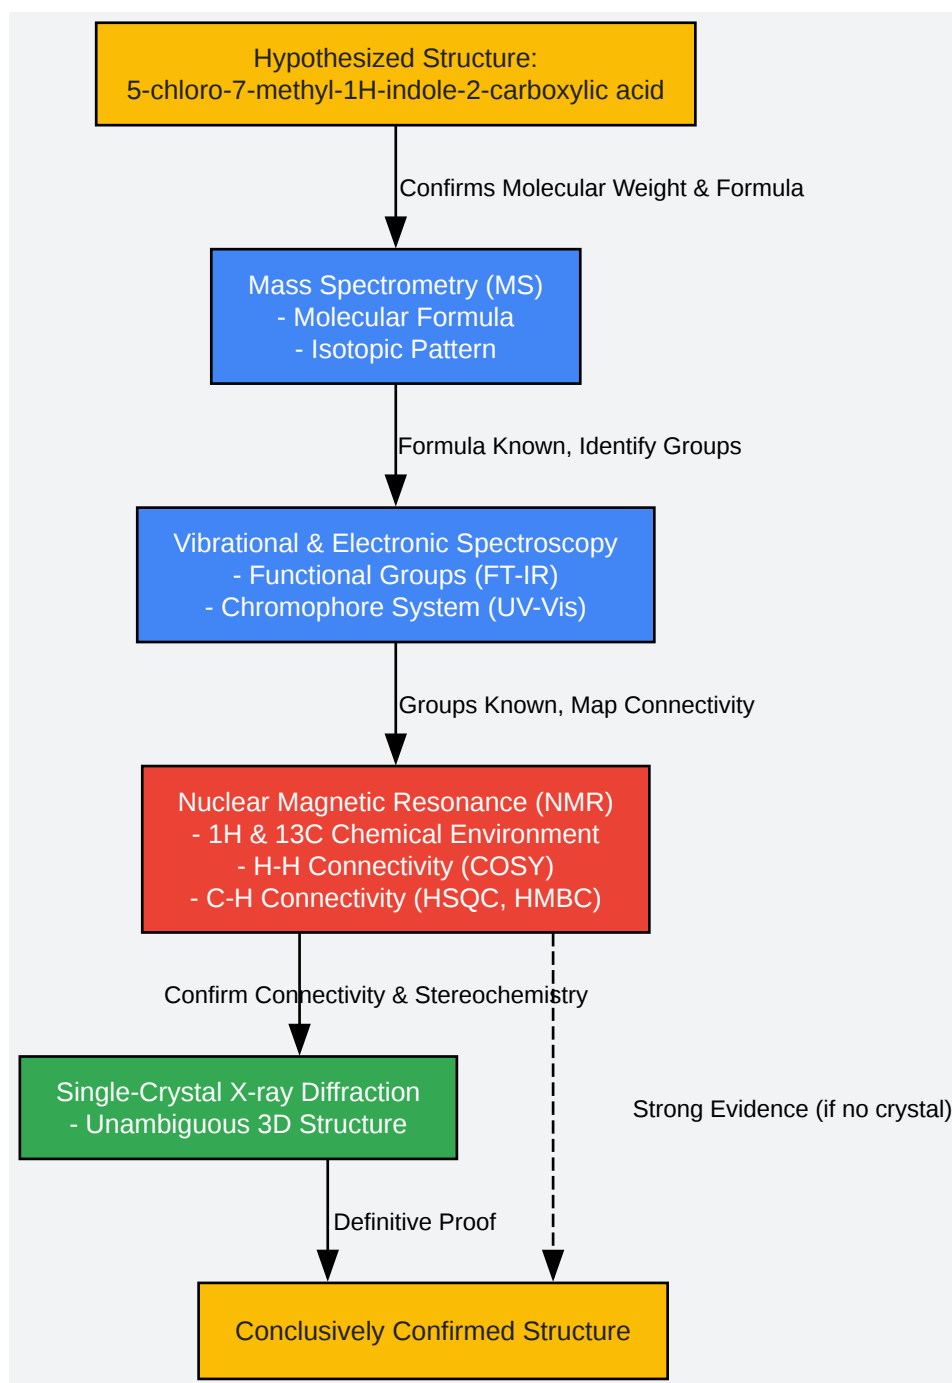 Hypothesized Structure:
5-chloro-7-methyl-1H-indole-2-carboxylic acid
Confirms Molecular Weight & Formula
Mass Spectrometry (MS)
- Molecular Formula
- Isotopic Pattern
Formula Known, Identify Groups
Vibrational & Electronic Spectroscopy
- Functional Groups (FT-IR)
- Chromophore System (UV-Vis)
Groups Known, Map Connectivity
Nuclear Magnetic Resonance (NMR)
- 1H & 13C Chemical Environment
- H-H Connectivity (COSY)
- C-H Connectivity (HSQC, HMBC)
Confirm Connectivity & Stereochemistry
Single-Crystal X-ray Diffraction
- Unambiguous 3D Structure
Strong Evidence (if no crystal)
Definitive Proof
Conclusively Confirmed Structure